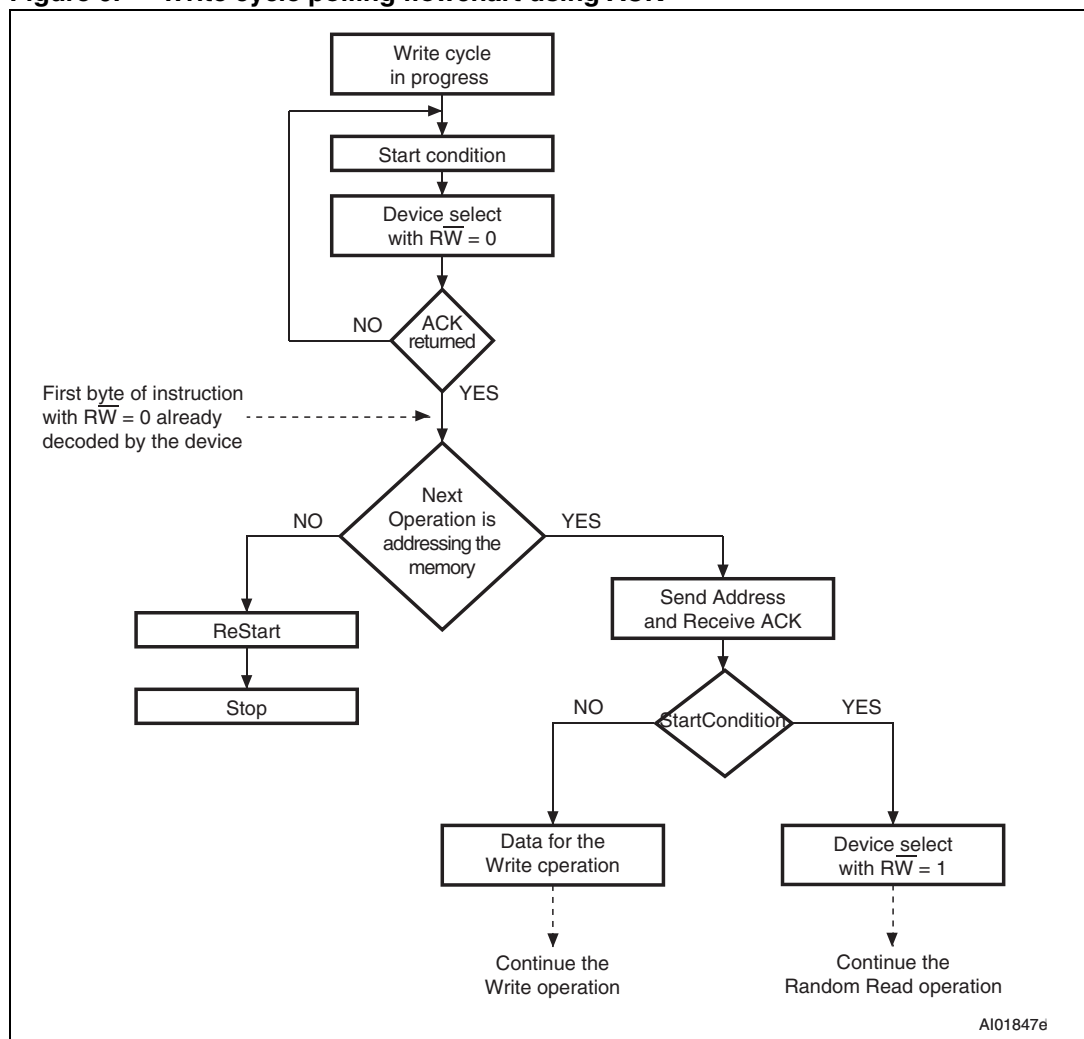 Write cycle
in progress
Start condition
Device select
with RW̅ = 0
NO
ACK
returned
YES
First byte of instruction
with RW̅ = 0 already
decoded by the device
Next
Operation is
addressing the
memory
NO
YES
Send Address
and Receive ACK
ReStart
Stop
NO
StartCondition
YES
Data for the
Write cperation
Device select
with RW̅ = 1
Continue the
Write operation
Continue the
Random Read operation
AI01847e